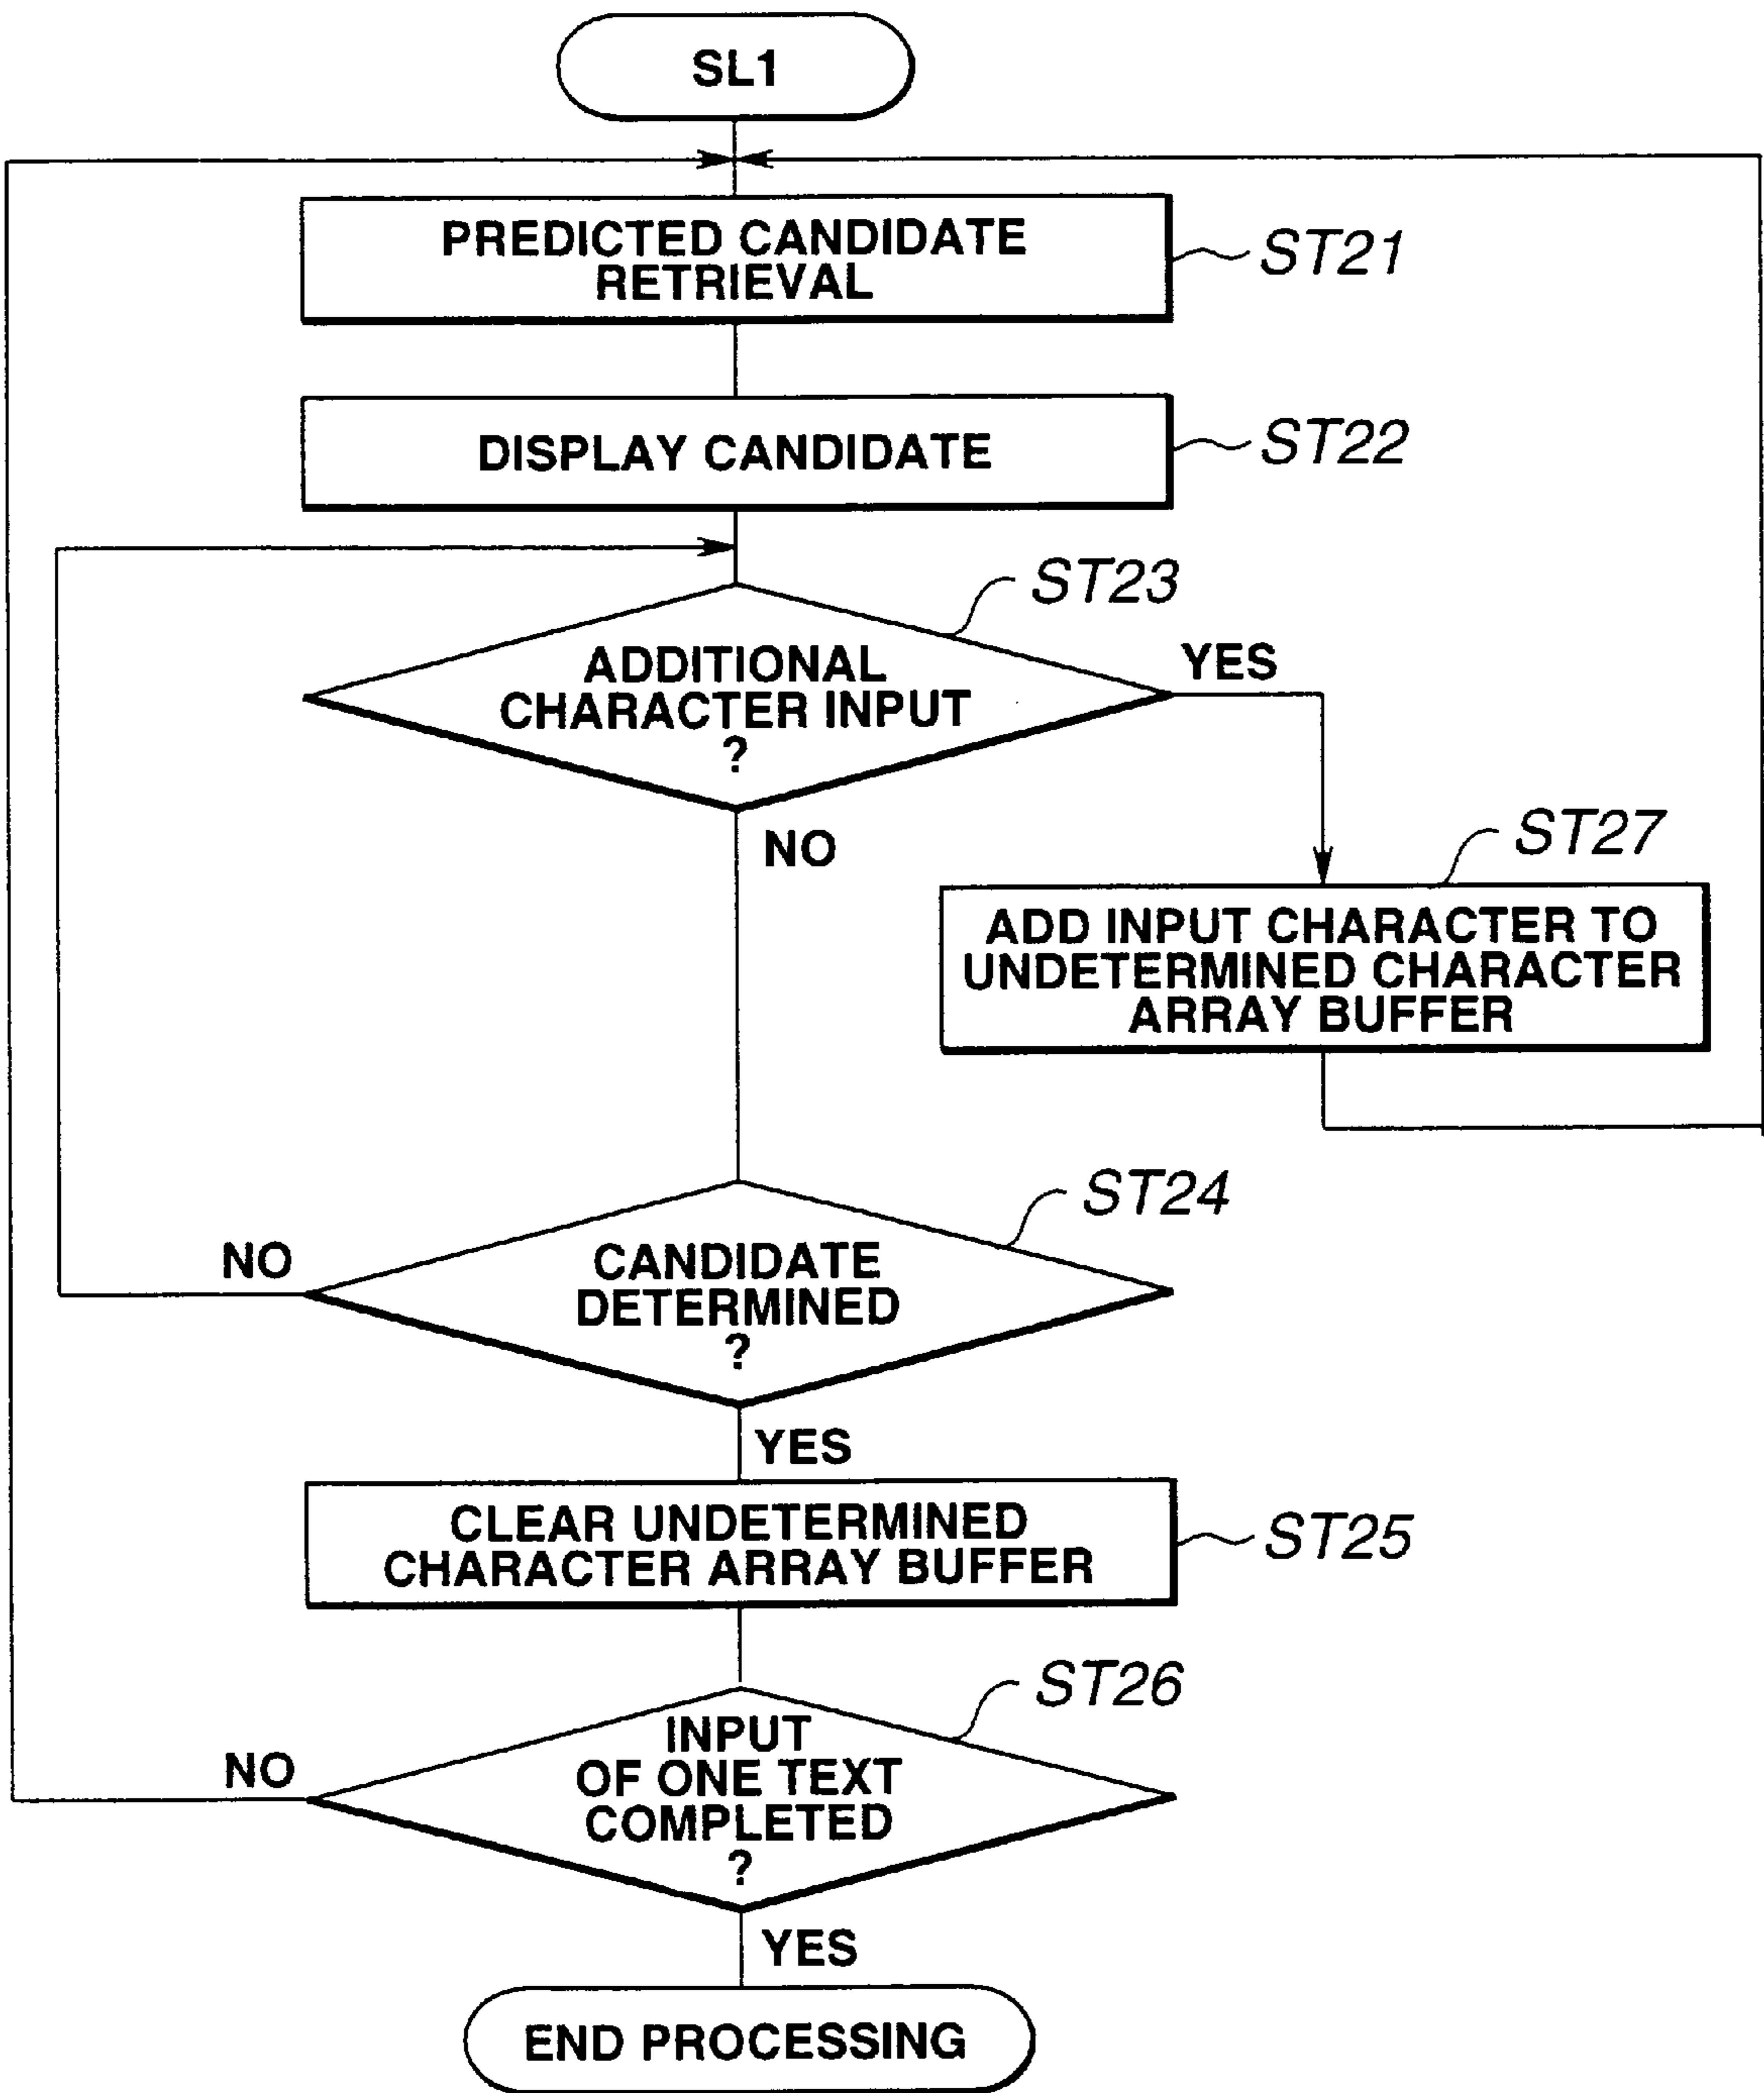 SL1
PREDICTED CANDIDATE
RETRIEVAL
ST21
DISPLAY CANDIDATE
ST22
ST23
ADDITIONAL
CHARACTER INPUT
?
YES
NO
ST27
ADD INPUT CHARACTER TO
UNDETERMINED CHARACTER
ARRAY BUFFER
ST24
CANDIDATE
DETERMINED
?
NO
YES
CLEAR UNDETERMINED
CHARACTER ARRAY BUFFER
ST25
ST26
INPUT
OF ONE TEXT
COMPLETED
?
NO
YES
END PROCESSING